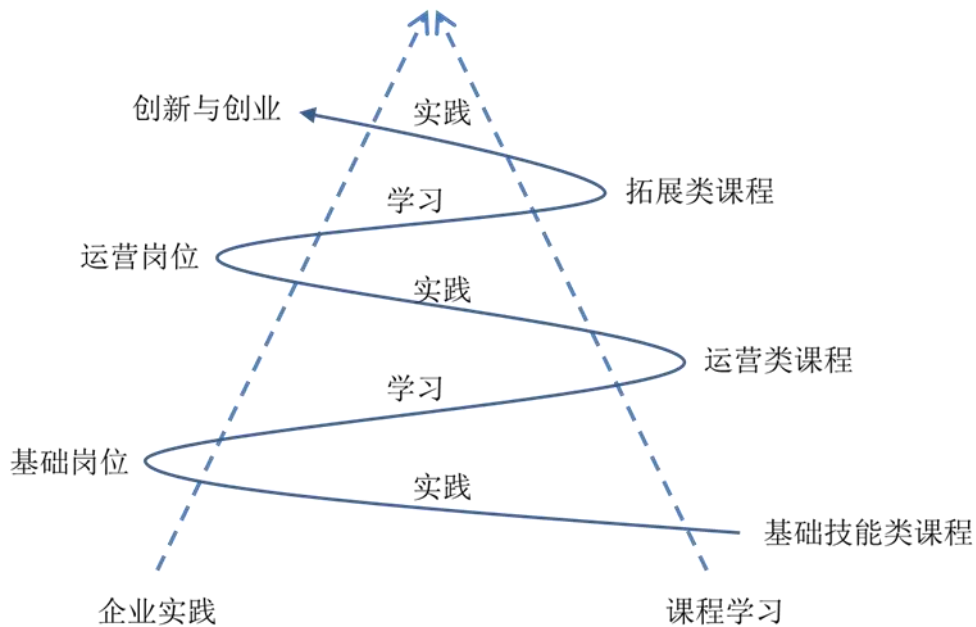 创新与创业
实践
拓展类课程
学习
运营岗位
实践
运营类课程
学习
基础岗位
实践
基础技能类课程
企业实践
课程学习